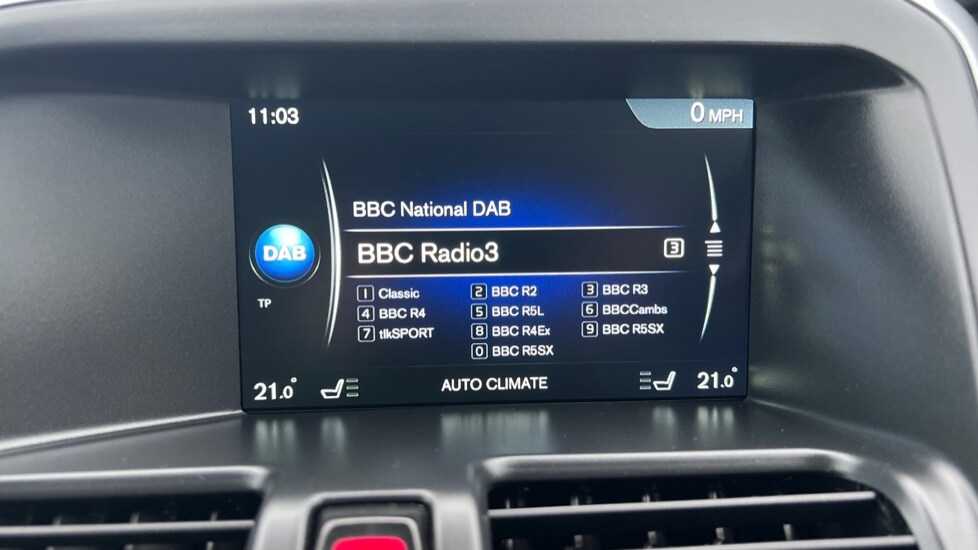 11:03
0 MPH
BBC National DAB
DAB
BBC Radio3 3
TP
1 Classic 2 BBC R2 3 BBC R3
4 BBC R4 5 BBC R5L 6 BBCCambs
7 tlkSPORT 8 BBC R4Ex 9 BBC R5SX
0 BBC R5SX
21.0° AUTO CLIMATE 21.0°